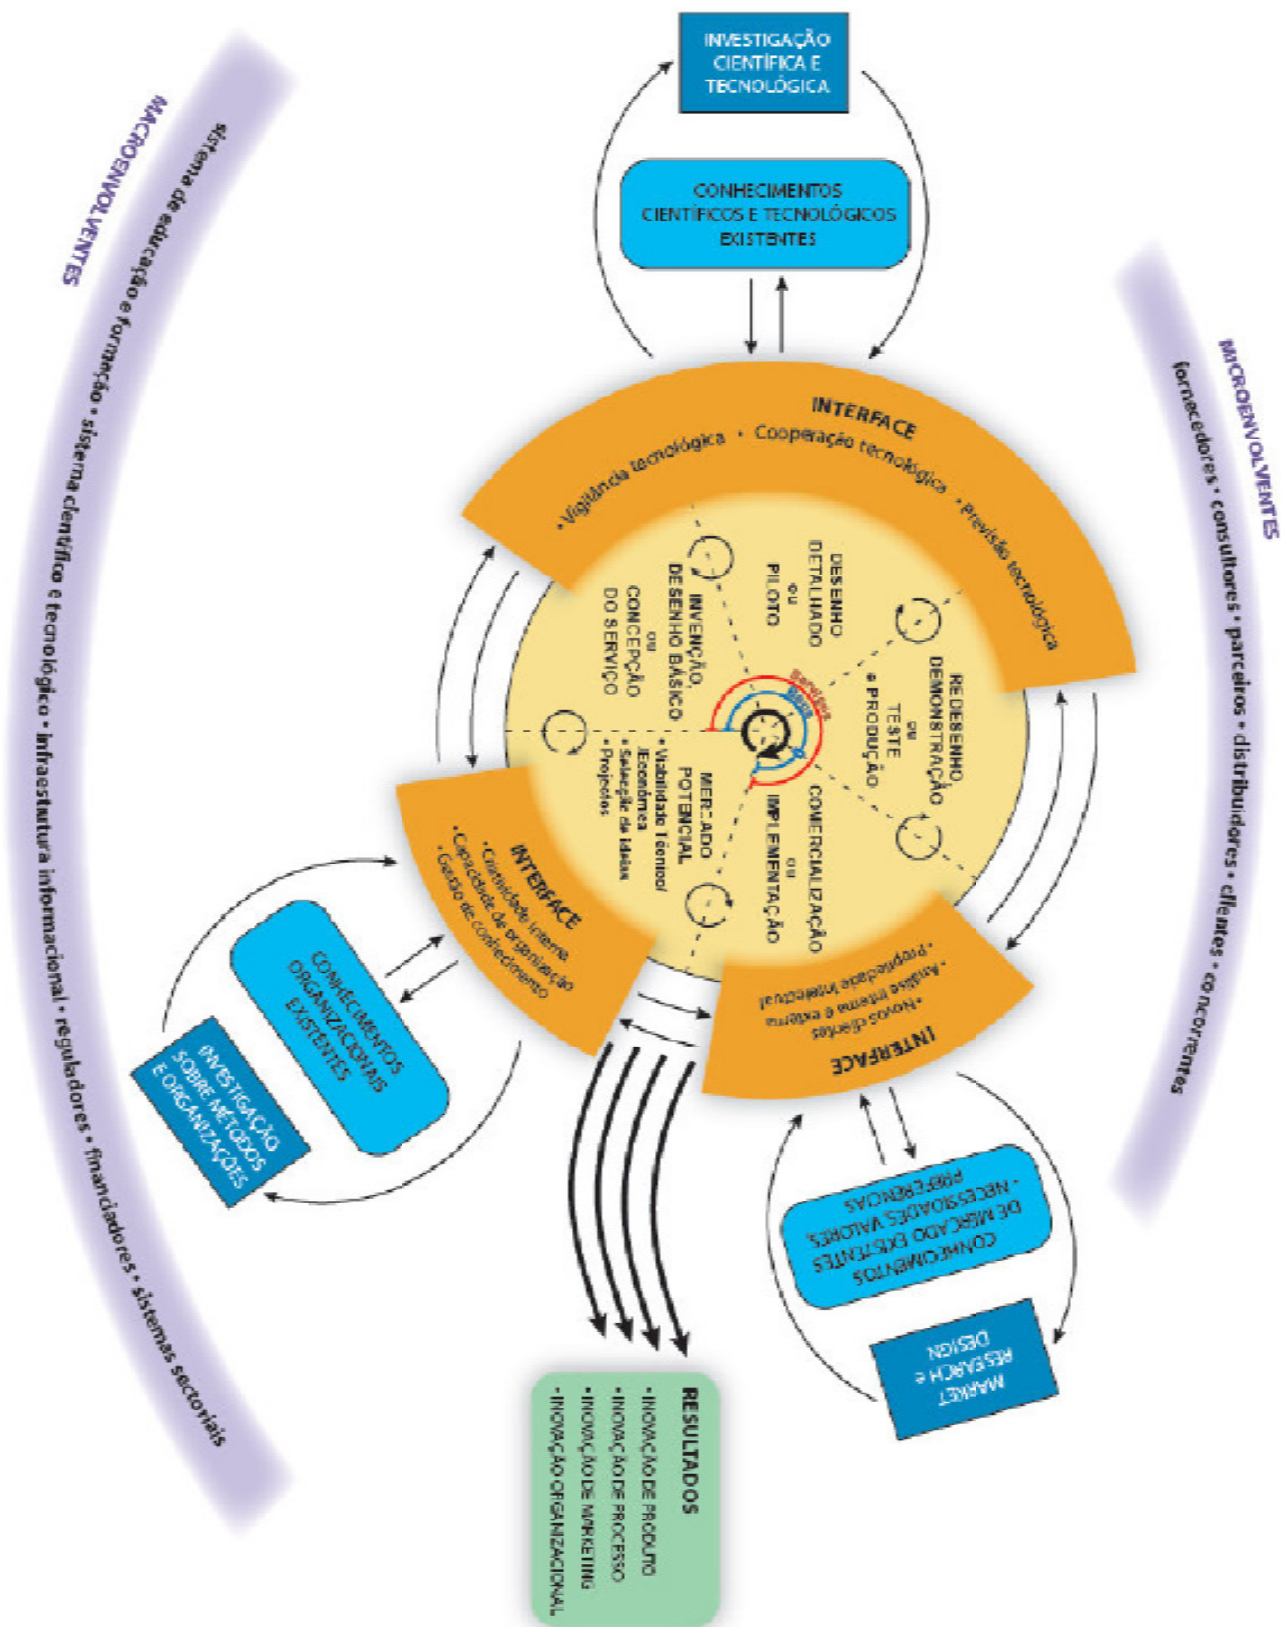 INVESTIGAÇÃO
CIENTÍFICA E
TECNOLÓGICA
CONHECIMENTOS
CIENTÍFICOS E TECNOLÓGICOS
EXISTENTES
MACROENVOLVENTES
sistema de educação e formação • sistema científico e tecnológico • infraestrutura informacional • reguladores • financiadores • sistemas sectoriais
MICROENVOLVENTES
fornecedores • consultores • parceiros • distribuidores • clientes • concorrentes
INTERFACE
• Vigilância tecnológica • Cooperação tecnológica • Previsão tecnológica
INVENÇÃO,
DESENHO BÁSICO
ou
CONCEPÇÃO
DO SERVIÇO
DESENHO
DETALHADO
ou
PILOTO
REDESENHO,
DEMONSTRAÇÃO
ou
TESTE
e PRODUÇÃO
COMERCIALIZAÇÃO
ou
IMPLEMENTAÇÃO
MERCADO
POTENCIAL
• Viabilidade Técnico/
/Económica
• Selecção de Ideias
• Projectos
Serviços
Bens
INTERFACE
• Criatividade interna
• Capacidade de organização
• Gestão de conhecimento
INTERFACE
• Novos clientes
• Análise interna e externa
• Propriedade intelectual
CONHECIMENTOS
ORGANIZACIONAIS
EXISTENTES
INVESTIGAÇÃO
SOBRE MÉTODOS
E ORGANIZAÇÕES
CONHECIMENTOS
DE MERCADO EXISTENTES
• NECESSIDADES, VALORES,
PREFERÊNCIAS
MARKET
RESEARCH e
DESIGN
RESULTADOS
• INOVAÇÃO DE PRODUTO
• INOVAÇÃO DE PROCESSO
• INOVAÇÃO DE MARKETING
• INOVAÇÃO ORGANIZACIONAL